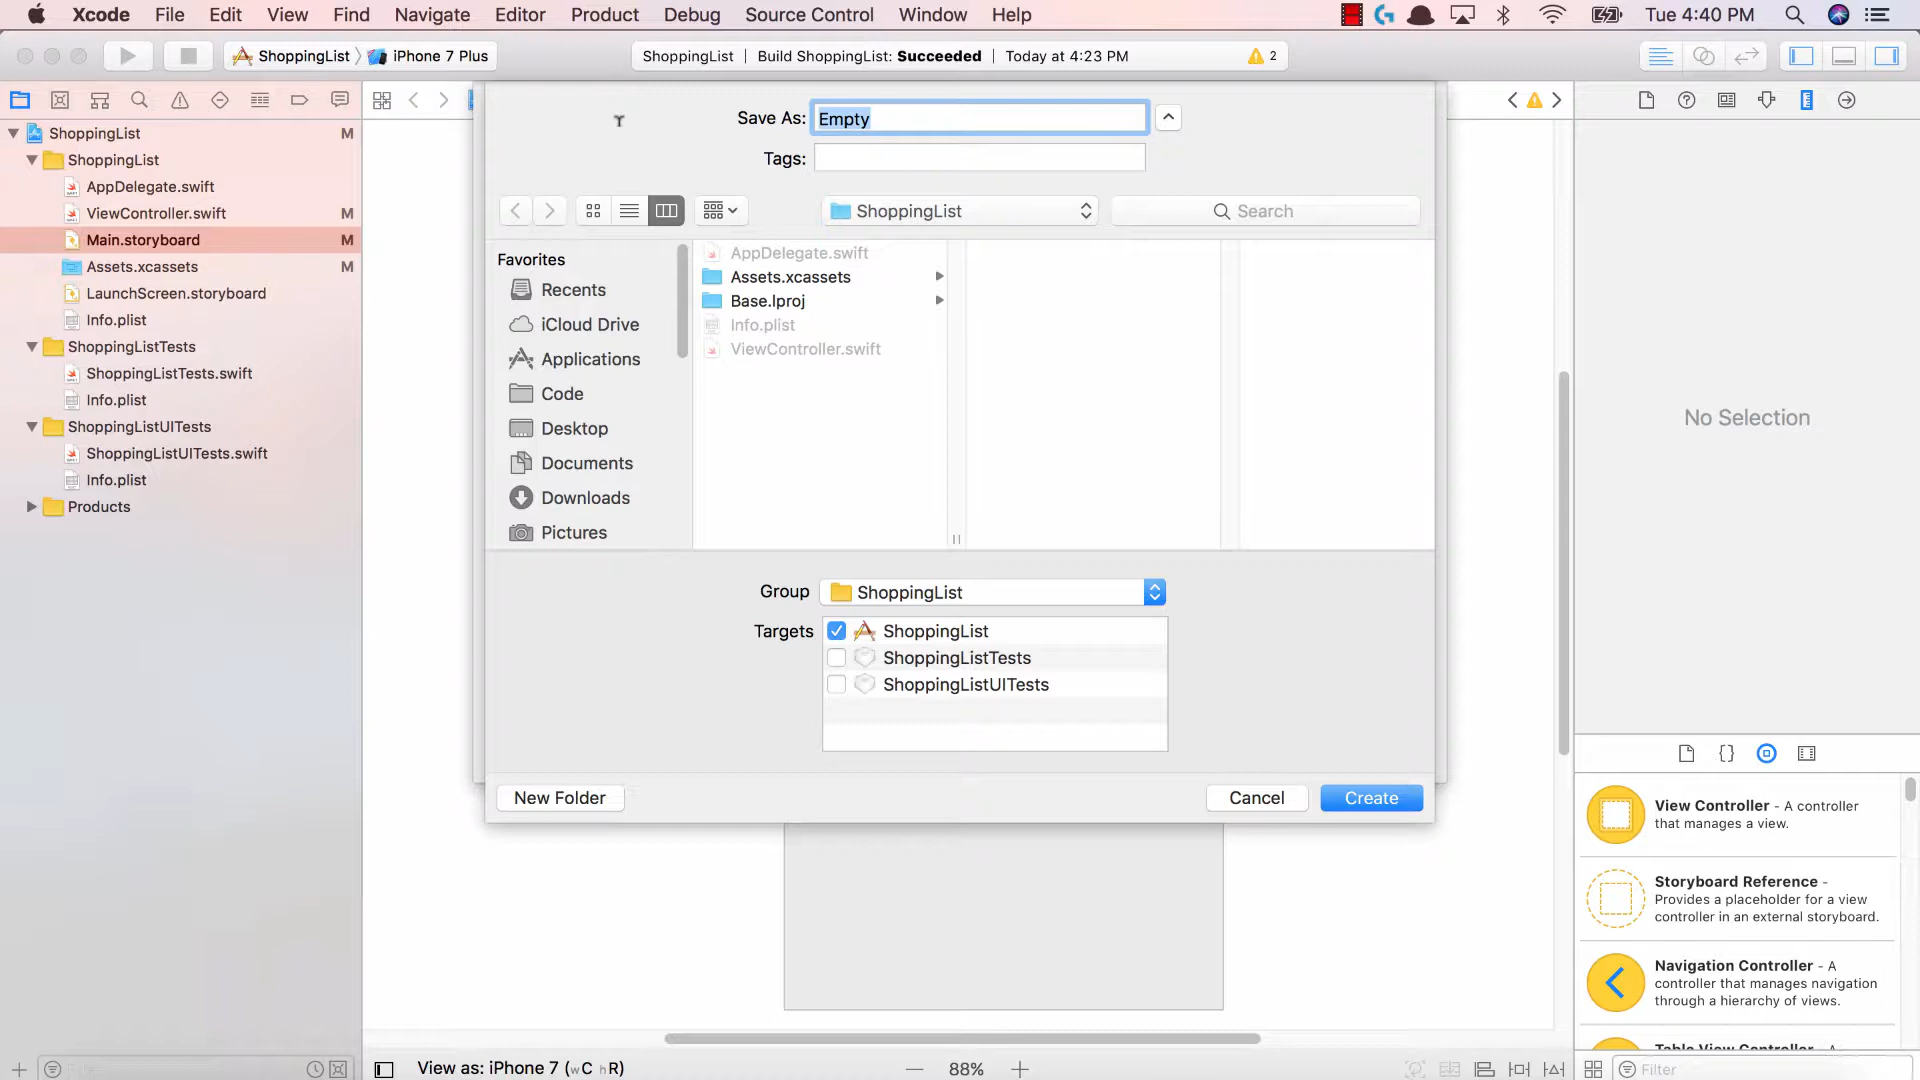 Xcode File Edit View Find Navigate Editor Product Debug Source Control Window Help Tue 4:40 PM
ShoppingList iPhone 7 Plus ShoppingList Build ShoppingList: Succeeded Today at 4:23 PM 2
ShoppingList M
ShoppingList
AppDelegate.swift
ViewController.swift M
Main.storyboard M
Assets.xcassets M
LaunchScreen.storyboard
Info.plist
ShoppingListTests
ShoppingListTests.swift
Info.plist
ShoppingListUITests
ShoppingListUITests.swift
Info.plist
Products
Save As: Empty
Tags:
ShoppingList Search
Favorites
Recents
iCloud Drive
Applications
Code
Desktop
Documents
Downloads
Pictures
AppDelegate.swift
Assets.xcassets
Base.lproj
Info.plist
ViewController.swift
Group ShoppingList
Targets ShoppingList
ShoppingListTests
ShoppingListUITests
New Folder Cancel Create
No Selection
View Controller - A controller
that manages a view.
Storyboard Reference -
Provides a placeholder for a view
controller in an external storyboard.
Navigation Controller - A
controller that manages navigation
through a hierarchy of views.
Table View Controller - A
View as: iPhone 7 (wC hR) 88% Filter